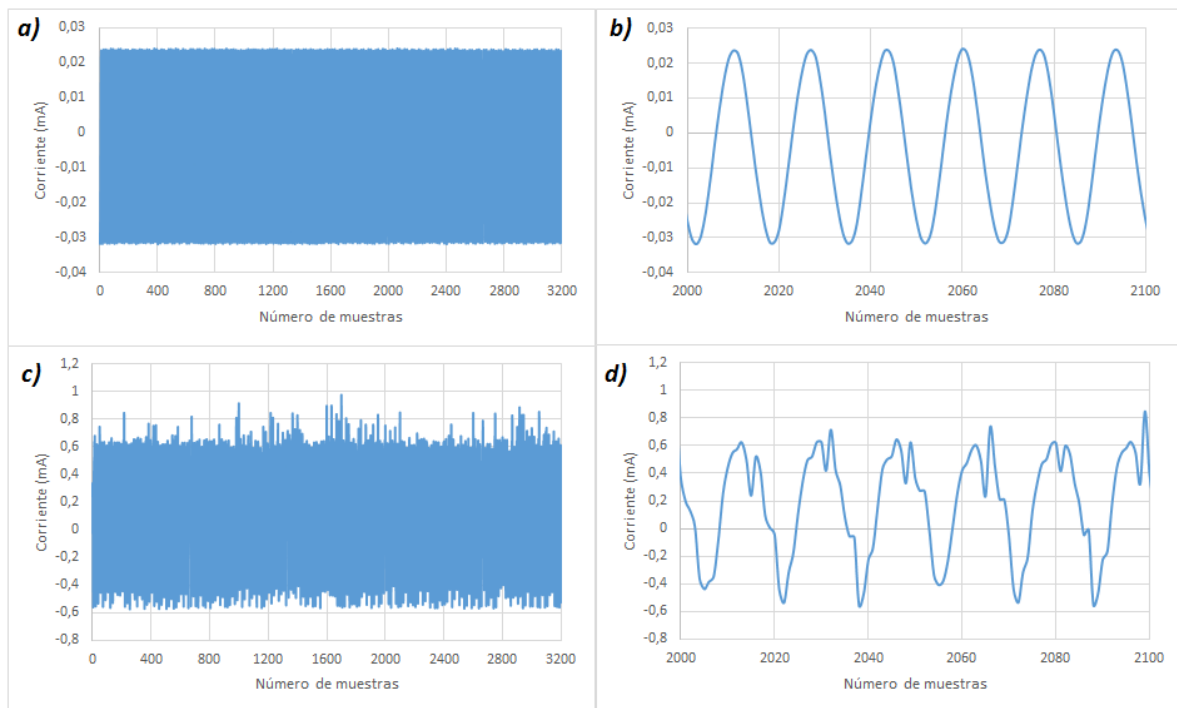 a)
0,03
0,02
0,01
0
-0,01
-0,02
-0,03
-0,04
Corriente (mA)
0 400 800 1200 1600 2000 2400 2800 3200
Número de muestras
b)
0,03
0,02
0,01
0
-0,01
-0,02
-0,03
-0,04
Corriente (mA)
2000 2020 2040 2060 2080 2100
Número de muestras
c)
1,2
1
0,8
0,6
0,4
0,2
0
-0,2
-0,4
-0,6
-0,8
Corriente (mA)
0 400 800 1200 1600 2000 2400 2800 3200
Número de muestras
d)
1,2
1
0,8
0,6
0,4
0,2
0
-0,2
-0,4
-0,6
-0,8
Corriente (mA)
2000 2020 2040 2060 2080 2100
Número de muestras